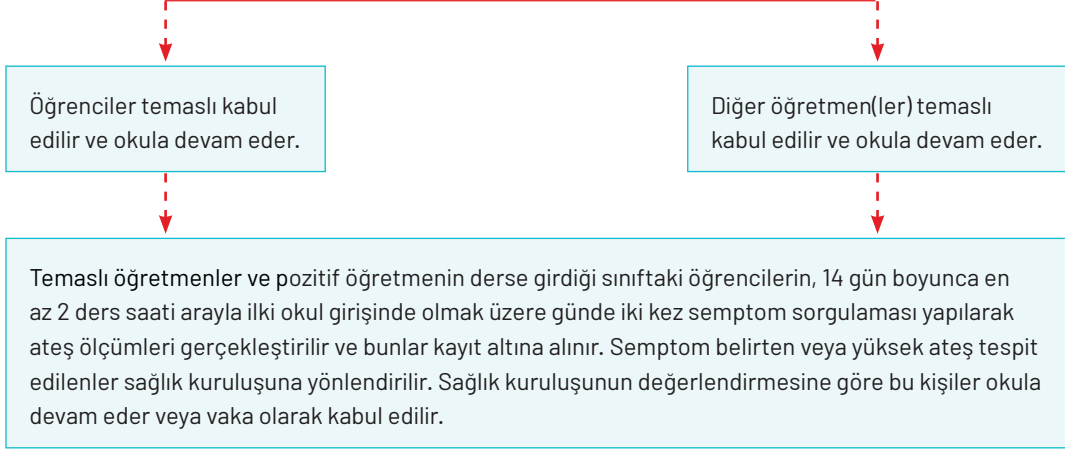 Öğrenciler temaslı kabul
edilir ve okula devam eder.
Diğer öğretmen(ler) temaslı
kabul edilir ve okula devam eder.
Temaslı öğretmenler ve pozitif öğretmenin derse girdiği sınıftaki öğrencilerin, 14 gün boyunca en
az 2 ders saati arayla ilki okul girişinde olmak üzere günde iki kez semptom sorgulaması yapılarak
ateş ölçümleri gerçekleştirilir ve bunlar kayıt altına alınır. Semptom belirten veya yüksek ateş tespit
edilenler sağlık kuruluşuna yönlendirilir. Sağlık kuruluşunun değerlendirmesine göre bu kişiler okula
devam eder veya vaka olarak kabul edilir.